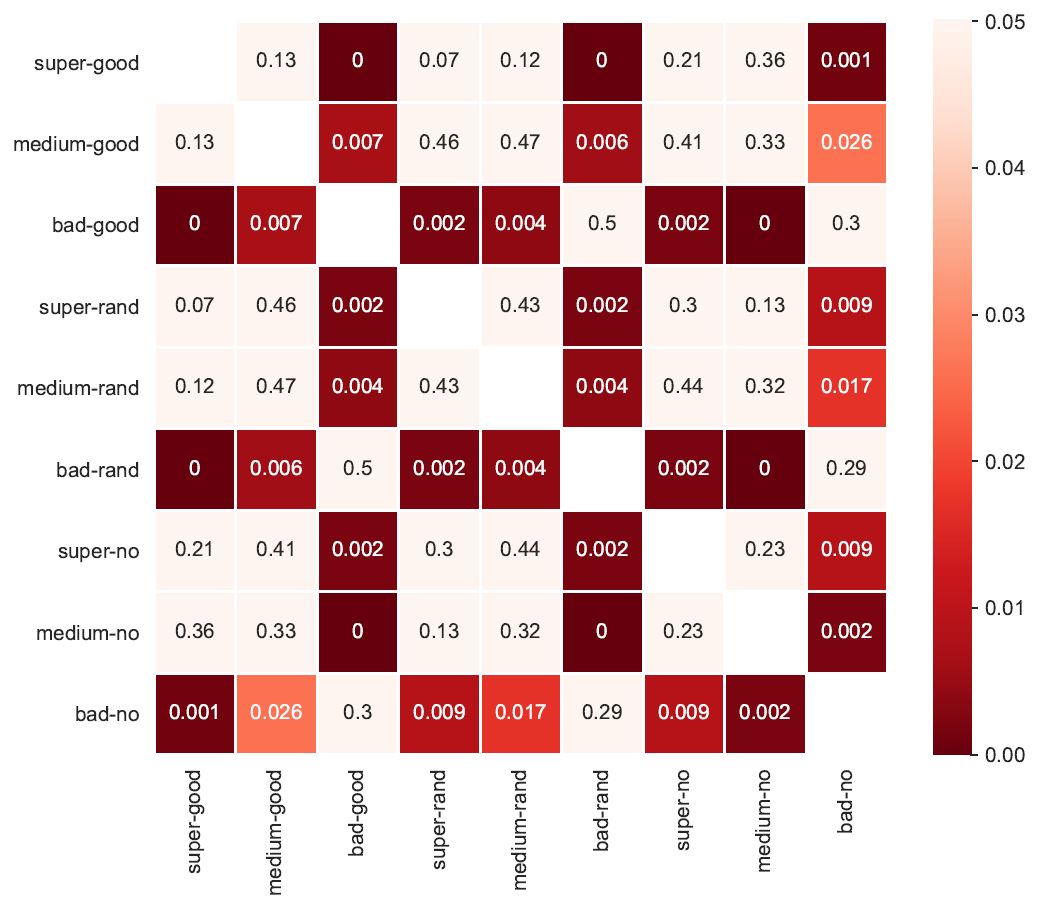 super-good 0.13 0 0.07 0.12 0 0.21 0.36 0.001
medium-good 0.13 0.007 0.46 0.47 0.006 0.41 0.33 0.026
bad-good 0 0.007 0.002 0.004 0.5 0.002 0 0.3
super-rand 0.07 0.46 0.002 0.43 0.002 0.3 0.13 0.009
medium-rand 0.12 0.47 0.004 0.43 0.004 0.44 0.32 0.017
bad-rand 0 0.006 0.5 0.002 0.004 0.002 0 0.29
super-no 0.21 0.41 0.002 0.3 0.44 0.002 0.23 0.009
medium-no 0.36 0.33 0 0.13 0.32 0 0.23 0.002
bad-no 0.001 0.026 0.3 0.009 0.017 0.29 0.009 0.002
super-good
medium-good
bad-good
super-rand
medium-rand
bad-rand
super-no
medium-no
bad-no
0.05
0.04
0.03
0.02
0.01
0.00